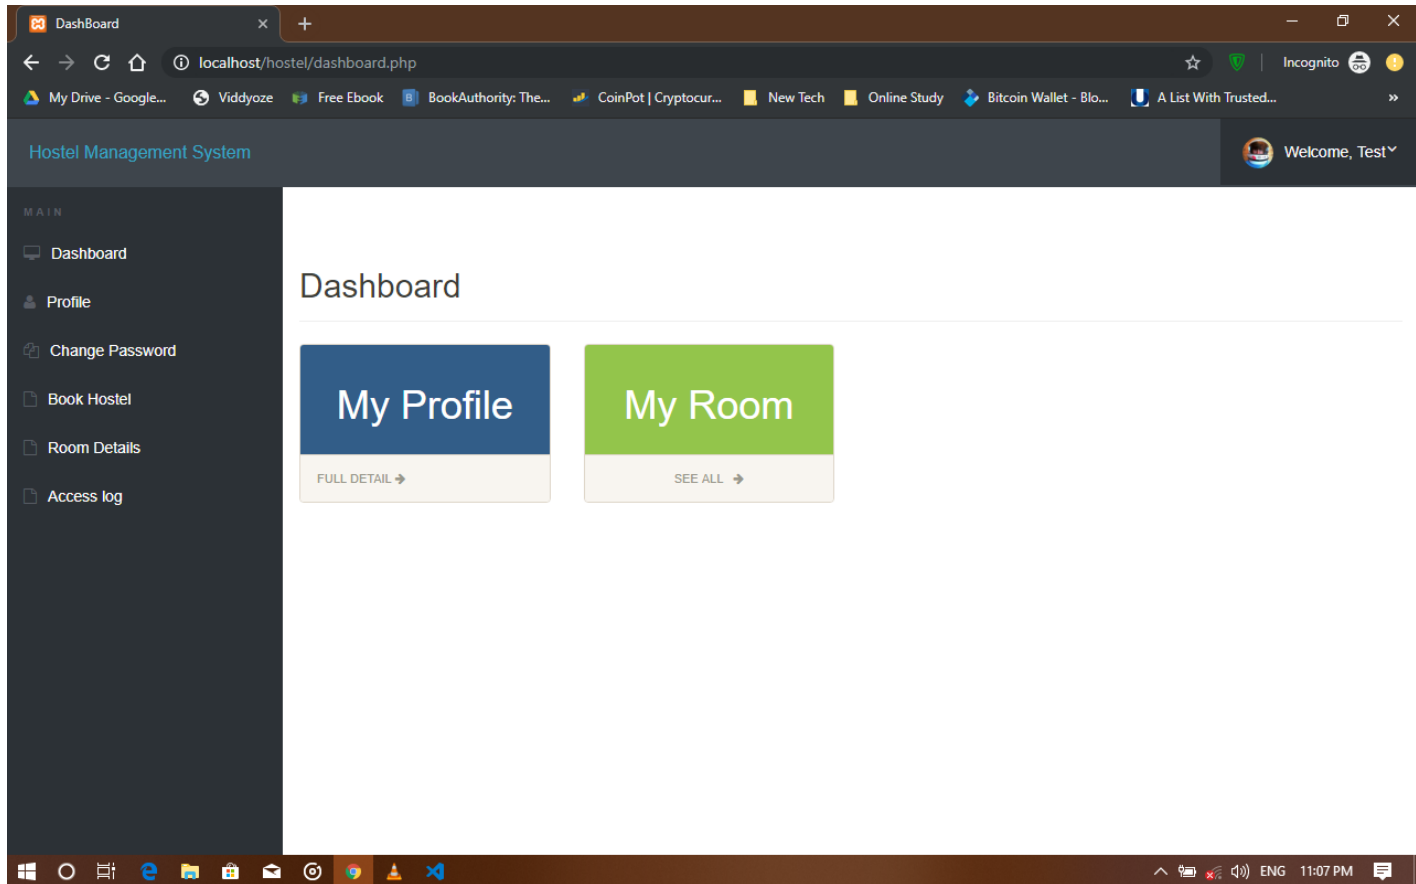 DashBoard
localhost/hostel/dashboard.php
Incognito
My Drive - Google...
Viddyoze
Free Ebook
BookAuthority: The...
CoinPot | Cryptocur...
New Tech
Online Study
Bitcoin Wallet - Blo...
A List With Trusted...
Hostel Management System
Welcome, Test
MAIN
Dashboard
Profile
Change Password
Book Hostel
Room Details
Access log
Dashboard
My Profile
FULL DETAIL
My Room
SEE ALL
ENG
11:07 PM